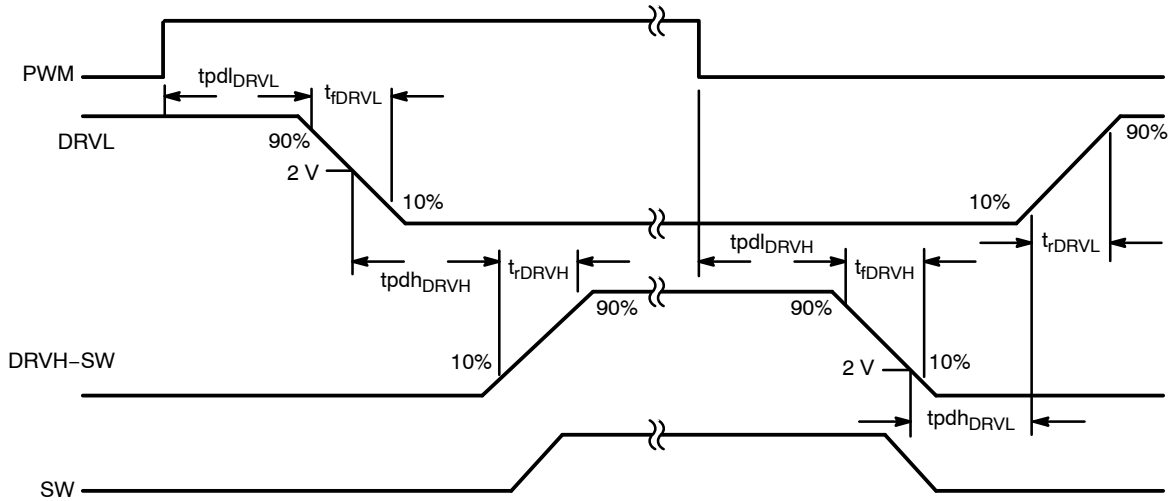 PWM
tpdlDRVL
tfDRVL
DRVL
90%
90%
2 V
10%
10%
tpdlDRVH
trDRVL
tpdhDRVH
trDRVH
tfDRVH
90%
90%
DRVH–SW
10%
2 V
10%
tpdhDRVL
SW